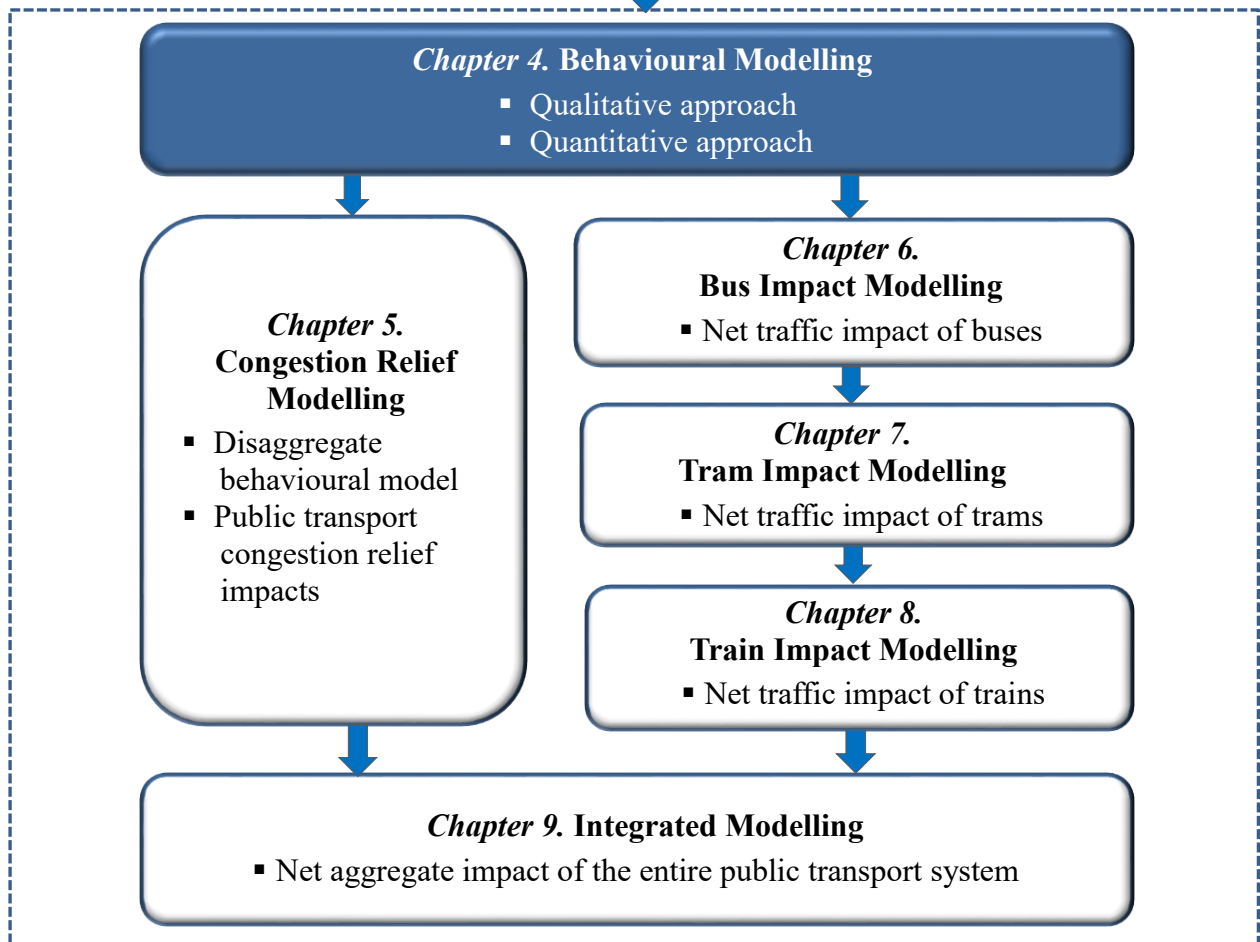 Chapter 4. Behavioural Modelling
▪ Qualitative approach
▪ Quantitative approach
Chapter 5.
Congestion Relief
Modelling
▪ Disaggregate
behavioural model
▪ Public transport
congestion relief
impacts
Chapter 6.
Bus Impact Modelling
▪ Net traffic impact of buses
Chapter 7.
Tram Impact Modelling
▪ Net traffic impact of trams
Chapter 8.
Train Impact Modelling
▪ Net traffic impact of trains
Chapter 9. Integrated Modelling
▪ Net aggregate impact of the entire public transport system